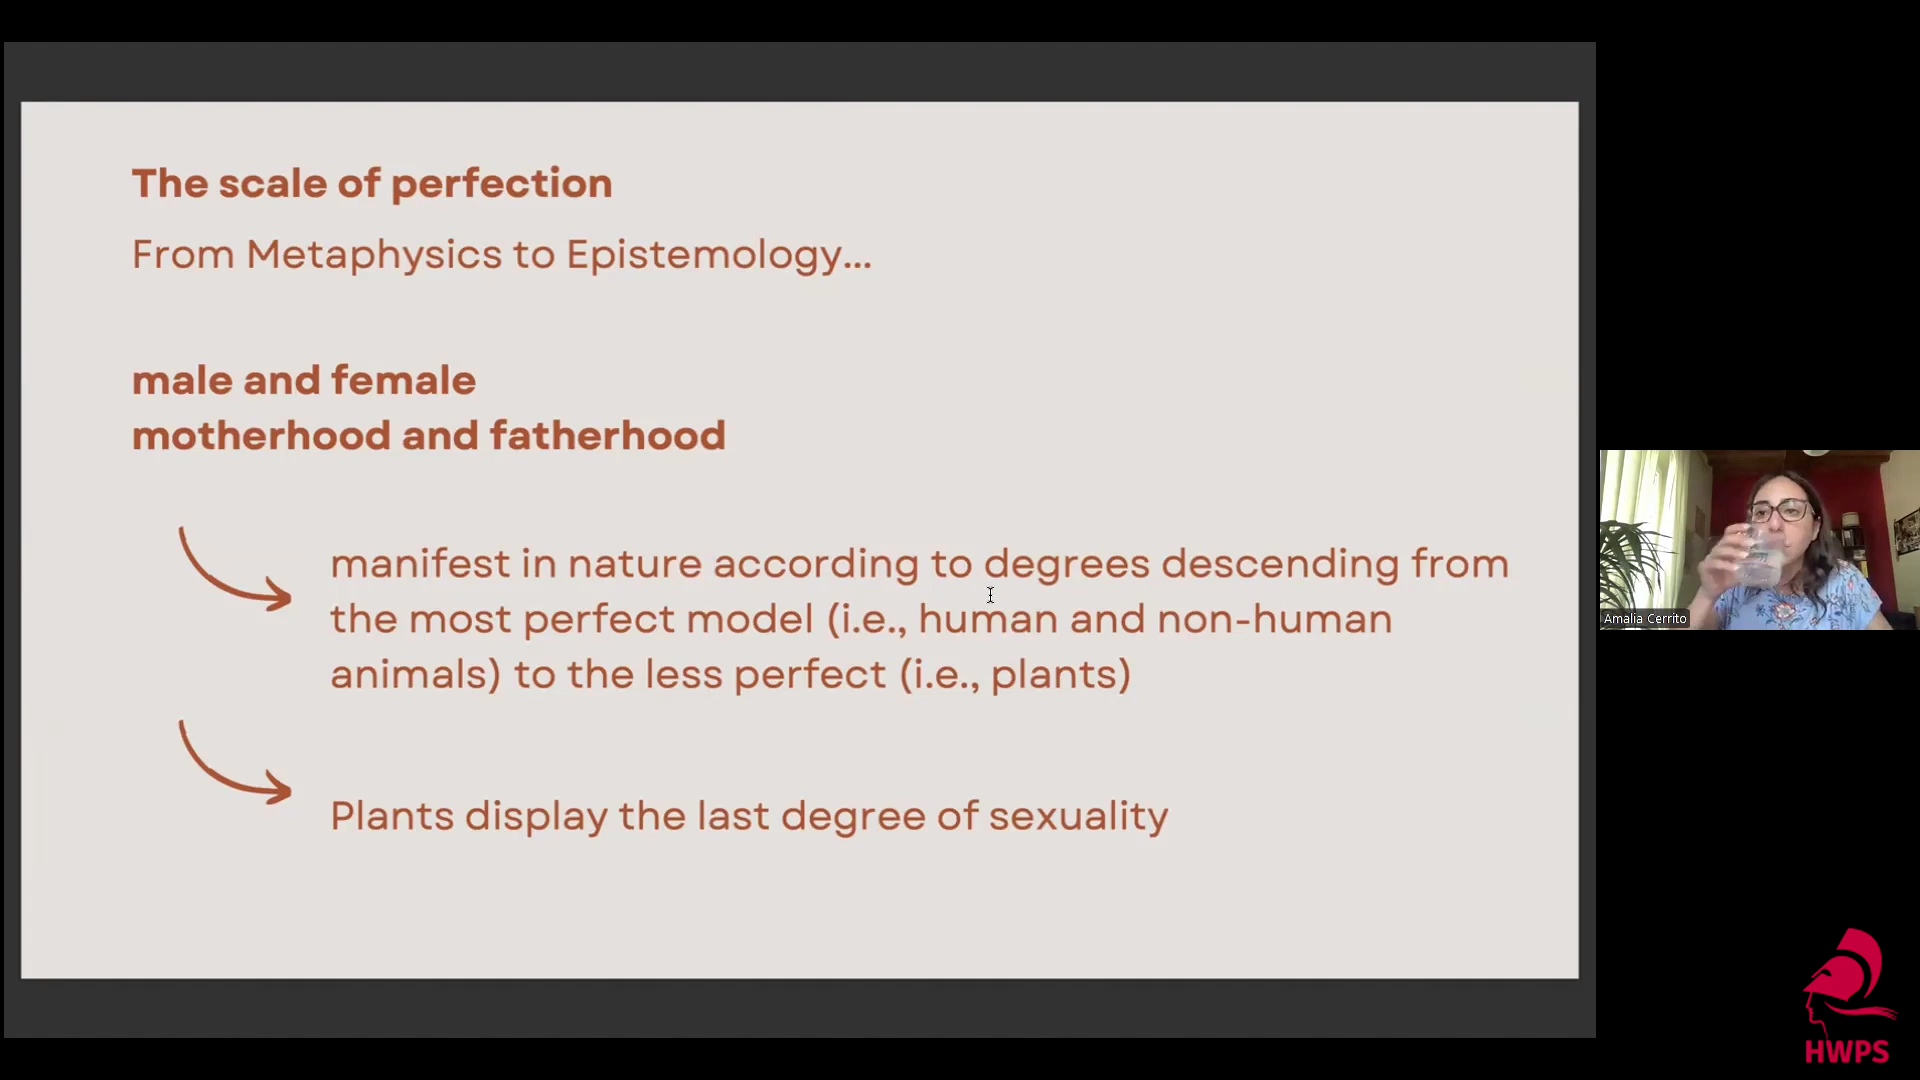 The scale of perfection
From Metaphysics to Epistemology...
male and female
motherhood and fatherhood
manifest in nature according to degrees descending from
the most perfect model (i.e., human and non-human
animals) to the less perfect (i.e., plants)
Plants display the last degree of sexuality
Amalia Cerrito
HWPS